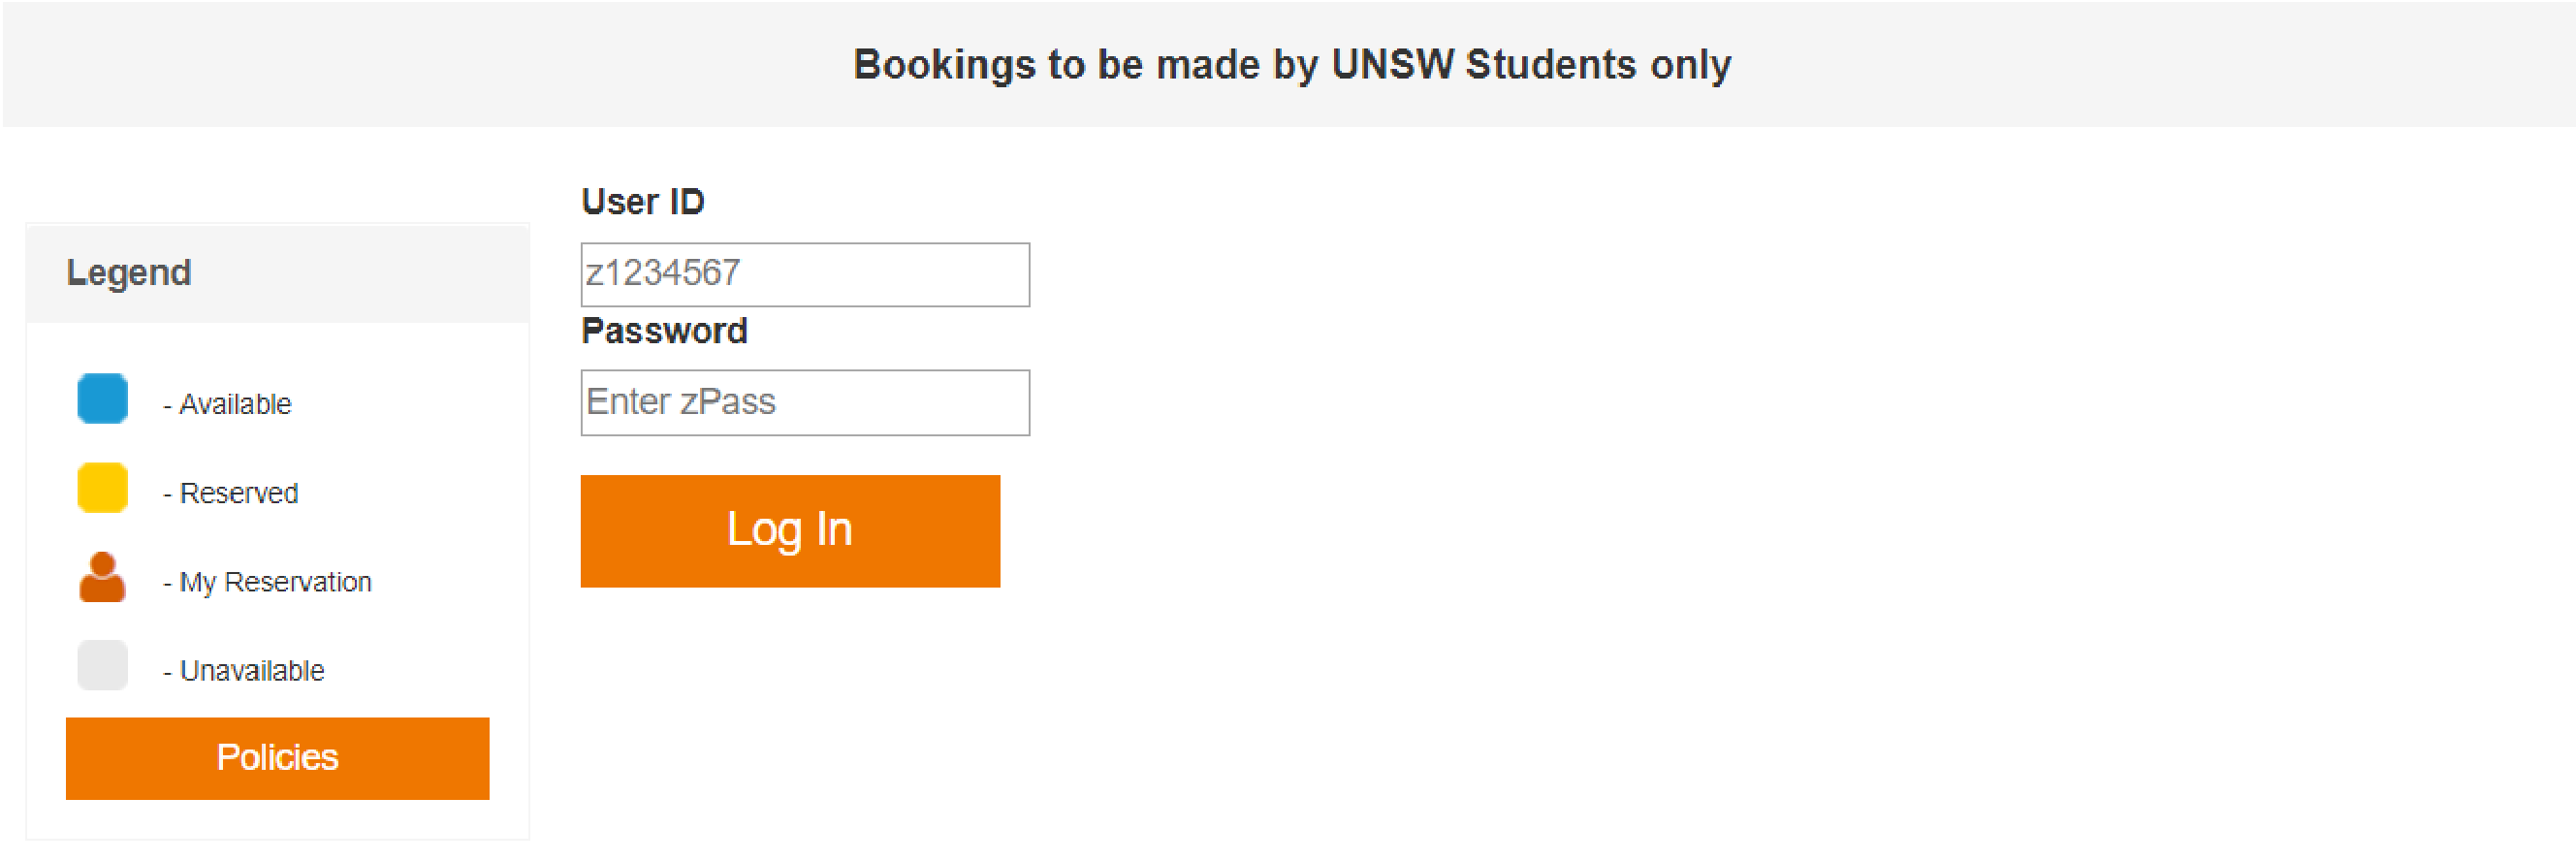 Bookings to be made by UNSW Students only
Legend
- Available
- Reserved
- My Reservation
- Unavailable
Policies
User ID
z1234567
Password
Enter zPass
Log In